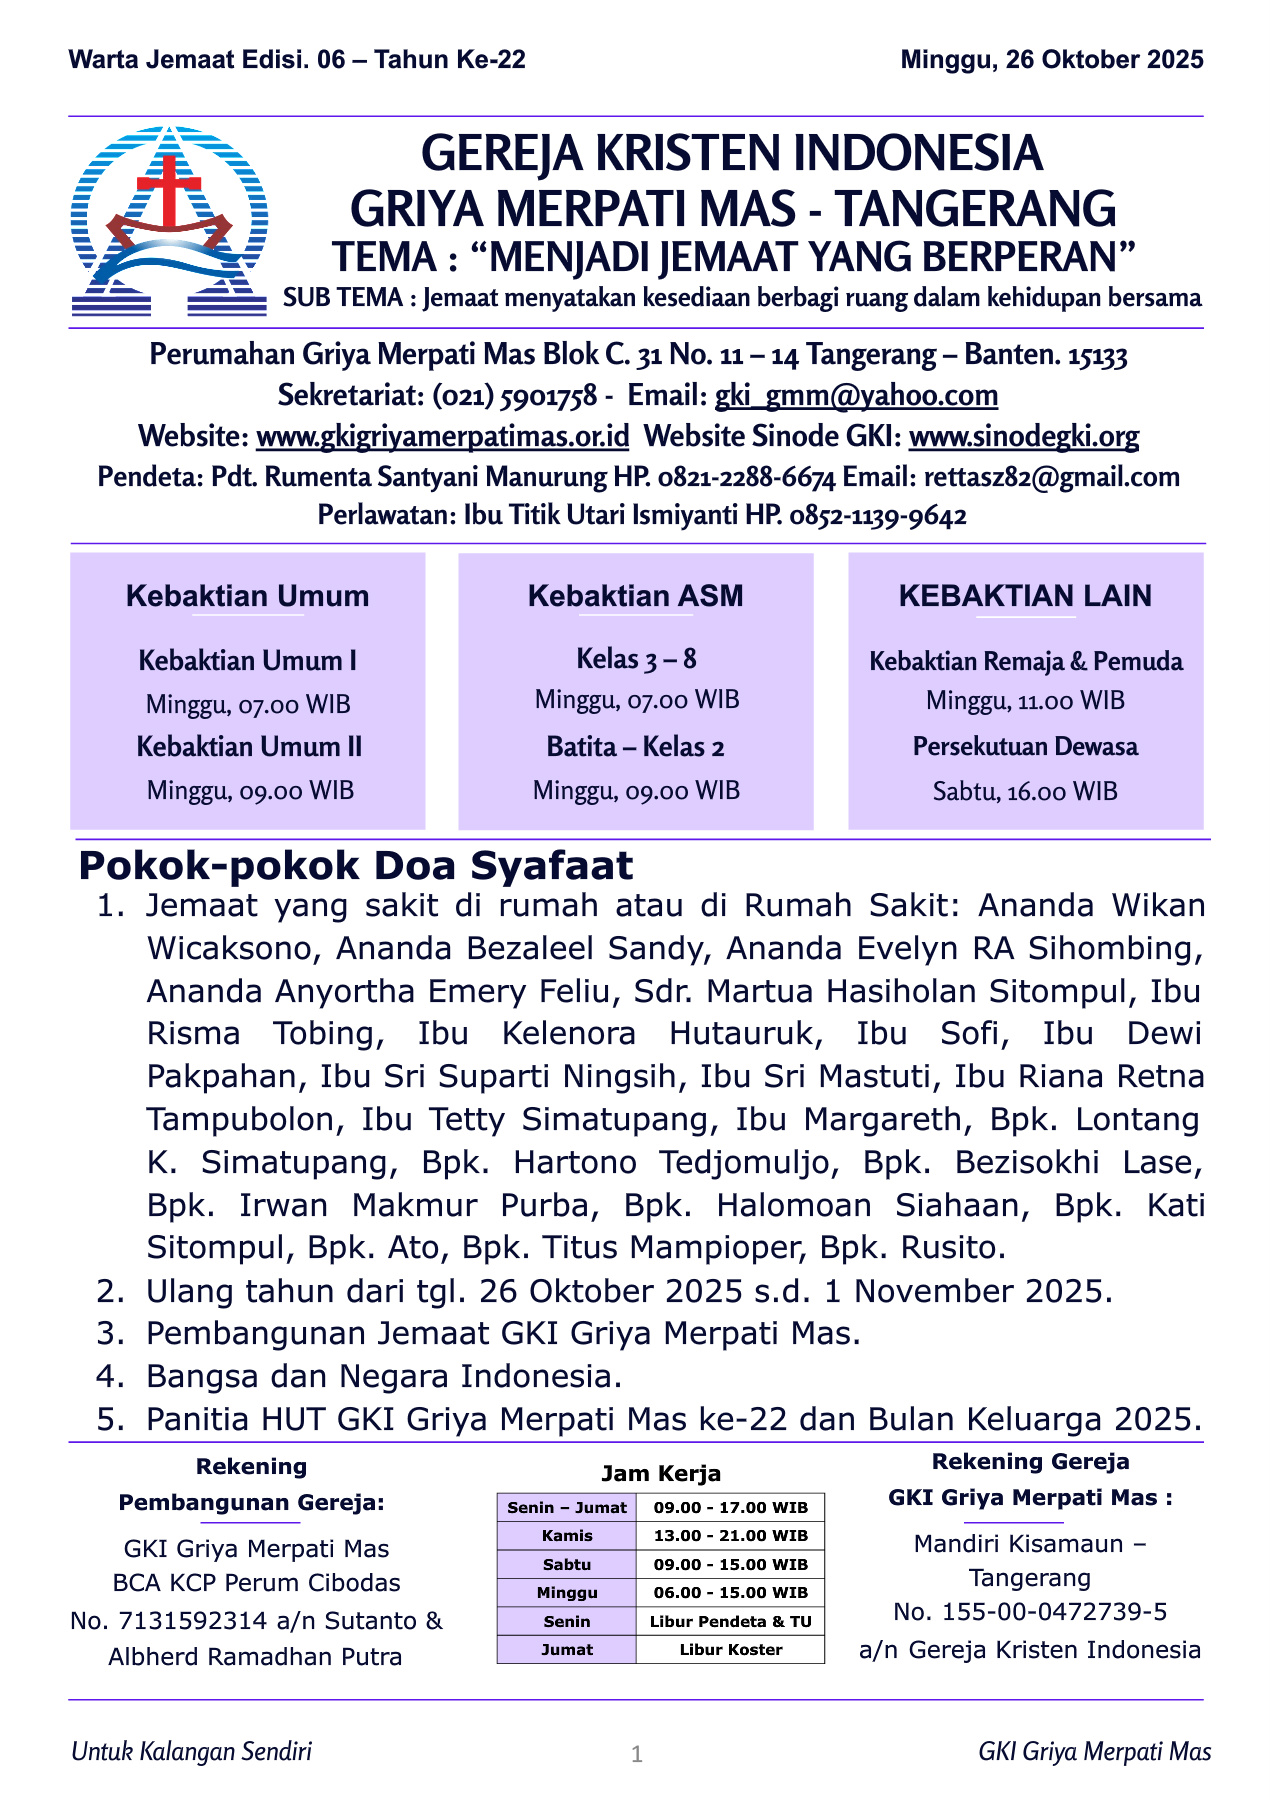 Warta Jemaat Edisi. 06 – Tahun Ke-22
Minggu, 26 Oktober 2025
GEREJA KRISTEN INDONESIA
GRIYA MERPATI MAS - TANGERANG
TEMA : “MENJADI JEMAAT YANG BERPERAN”
SUB TEMA : Jemaat menyatakan kesediaan berbagi ruang dalam kehidupan bersama
Perumahan Griya Merpati Mas Blok C. 31 No. 11 – 14 Tangerang – Banten. 15133
Sekretariat: (021) 5901758 - Email: gki_gmm@yahoo.com
Website: www.gkigriyamerpatimas.or.id Website Sinode GKI: www.sinodegki.org
Pendeta: Pdt. Rumenta Santyani Manurung HP. 0821-2288-6674 Email: rettasz82@gmail.com
Perlawatan: Ibu Titik Utari Ismiyanti HP. 0852-1139-9642
Kebaktian Umum
Kebaktian Umum I
Minggu, 07.00 WIB
Kebaktian Umum II
Minggu, 09.00 WIB
Kebaktian ASM
Kelas 3 – 8
Minggu, 07.00 WIB
Batita – Kelas 2
Minggu, 09.00 WIB
KEBAKTIAN LAIN
Kebaktian Remaja & Pemuda
Minggu, 11.00 WIB
Persekutuan Dewasa
Sabtu, 16.00 WIB
Pokok-pokok Doa Syafaat
1. Jemaat yang sakit di rumah atau di Rumah Sakit: Ananda Wikan
Wicaksono, Ananda Bezaleel Sandy, Ananda Evelyn RA Sihombing,
Ananda Anyortha Emery Feliu, Sdr. Martua Hasiholan Sitompul, Ibu
Risma Tobing, Ibu Kelenora Hutauruk, Ibu Sofi, Ibu Dewi
Pakpahan, Ibu Sri Suparti Ningsih, Ibu Sri Mastuti, Ibu Riana Retna
Tampubolon, Ibu Tetty Simatupang, Ibu Margareth, Bpk. Lontang
K. Simatupang, Bpk. Hartono Tedjomuljo, Bpk. Bezisokhi Lase,
Bpk. Irwan Makmur Purba, Bpk. Halomoan Siahaan, Bpk. Kati
Sitompul, Bpk. Ato, Bpk. Titus Mampioper, Bpk. Rusito.
2. Ulang tahun dari tgl. 26 Oktober 2025 s.d. 1 November 2025.
3. Pembangunan Jemaat GKI Griya Merpati Mas.
4. Bangsa dan Negara Indonesia.
5. Panitia HUT GKI Griya Merpati Mas ke-22 dan Bulan Keluarga 2025.
Rekening
Pembangunan Gereja:
GKI Griya Merpati Mas
BCA KCP Perum Cibodas
No. 7131592314 a/n Sutanto &
Albherd Ramadhan Putra
Jam Kerja
Senin – Jumat 09.00 - 17.00 WIB
Kamis 13.00 - 21.00 WIB
Sabtu 09.00 - 15.00 WIB
Minggu 06.00 - 15.00 WIB
Senin Libur Pendeta & TU
Jumat Libur Koster
Rekening Gereja
GKI Griya Merpati Mas :
Mandiri Kisamaun –
Tangerang
No. 155-00-0472739-5
a/n Gereja Kristen Indonesia
Untuk Kalangan Sendiri
1
GKI Griya Merpati Mas